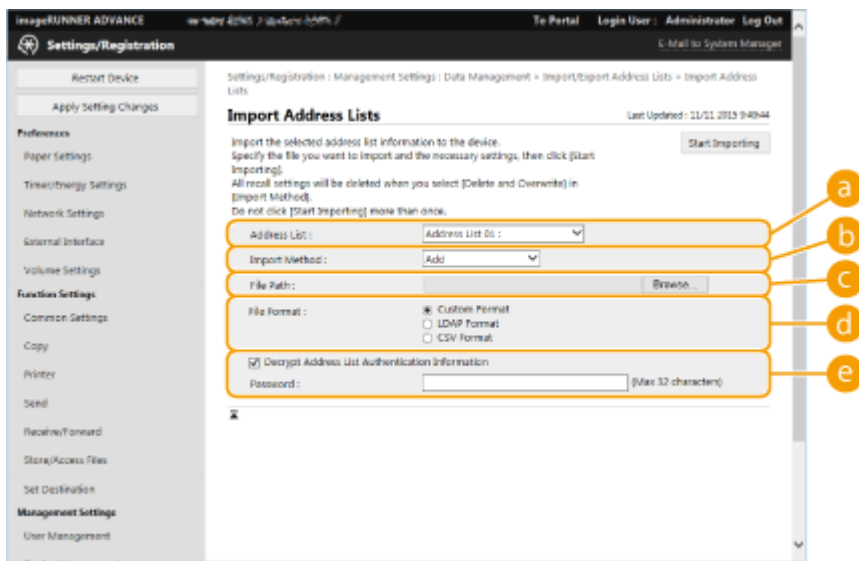 imageRUNNER ADVANCE
To Portal Login User : Administrator Log Out
Settings/Registration
E-Mail to System Manager
Restart Device
Apply Setting Changes
Preferences
Paper Settings
Timer/Energy Settings
Network Settings
External Interface
Volume Settings
Function Settings
Common Settings
Copy
Printer
Send
Receive/Forward
Store/Access Files
Set Destination
Management Settings
User Management
Settings/Registration : Management Settings : Data Management > Import/Export Address Lists > Import Address
Lists
Import Address Lists
Last Updated : 11/11 2015 9:40:44
Import the selected address list information to the device.
Specify the file you want to import and the necessary settings, then click [Start
Importing].
All recall settings will be deleted when you select [Delete and Overwrite] in
[Import Method].
Do not click [Start Importing] more than once.
Start Importing
Address List :
Address List 01 :
a
Import Method :
Add
b
File Path :
Browse...
c
File Format :
Custom Format
LDAP Format
CSV Format
d
Decrypt Address List Authentication Information
Password :
(Max 32 characters)
e